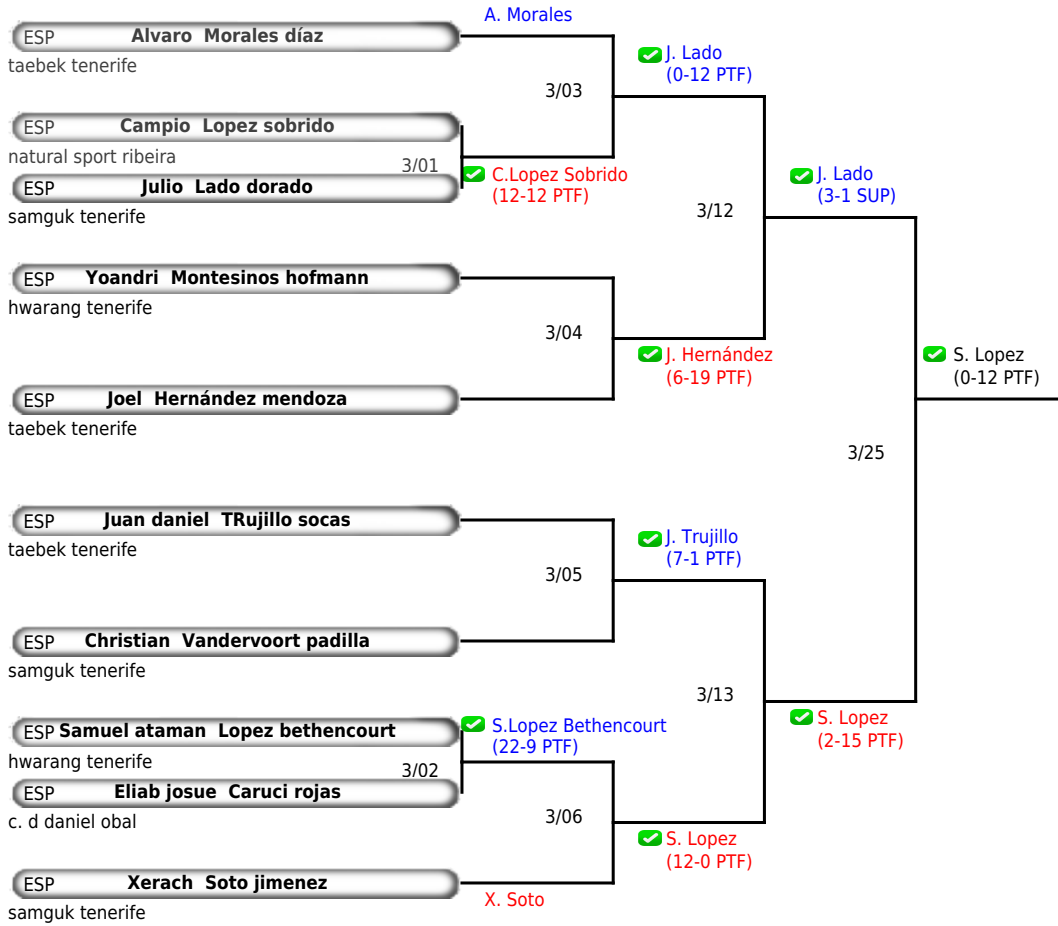 A. Morales
ESP Alvaro Morales díaz
taebek tenerife
J. Lado
(0-12 PTF)
3/03
ESP Campio Lopez sobrido
natural sport ribeira
3/01
C.Lopez Sobrido
(12-12 PTF)
ESP Julio Lado dorado
samguk tenerife
J. Lado
(3-1 SUP)
3/12
ESP Yoandri Montesinos hofmann
hwarang tenerife
3/04
J. Hernández
(6-19 PTF)
S. Lopez
(0-12 PTF)
ESP Joel Hernández mendoza
taebek tenerife
3/25
ESP Juan daniel TRujillo socas
taebek tenerife
J. Trujillo
(7-1 PTF)
3/05
ESP Christian Vandervoort padilla
samguk tenerife
3/13
S. Lopez
(2-15 PTF)
ESP Samuel ataman Lopez bethencourt
hwarang tenerife
S.Lopez Bethencourt
(22-9 PTF)
3/02
ESP Eliab josue Caruci rojas
c. d daniel obal
3/06
S. Lopez
(12-0 PTF)
ESP Xerach Soto jimenez
samguk tenerife
X. Soto